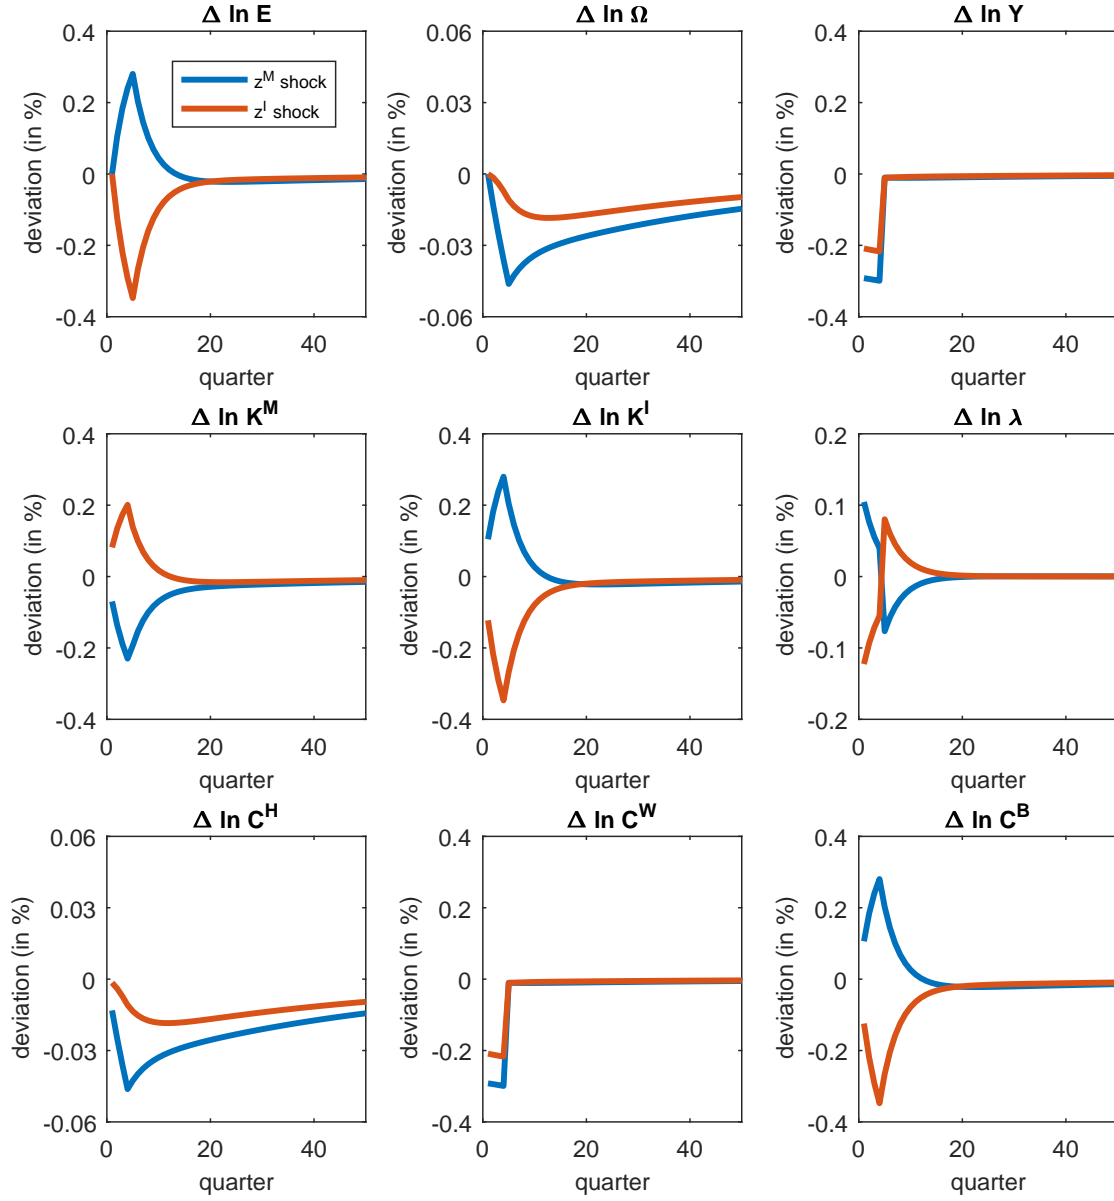 Δ ln E
0.4
0.2
0
-0.2
-0.4
deviation (in %)
z^M shock
z^I shock
0
20
40
quarter
Δ ln Ω
0.06
0.03
0
-0.03
-0.06
deviation (in %)
0
20
40
quarter
Δ ln Y
0.4
0.2
0
-0.2
-0.4
deviation (in %)
0
20
40
quarter
Δ ln K^M
0.4
0.2
0
-0.2
-0.4
deviation (in %)
0
20
40
quarter
Δ ln K^I
0.4
0.2
0
-0.2
-0.4
deviation (in %)
0
20
40
quarter
Δ ln λ
0.2
0.1
0
-0.1
-0.2
deviation (in %)
0
20
40
quarter
Δ ln C^H
0.06
0.03
0
-0.03
-0.06
deviation (in %)
0
20
40
quarter
Δ ln C^W
0.4
0.2
0
-0.2
-0.4
deviation (in %)
0
20
40
quarter
Δ ln C^B
0.4
0.2
0
-0.2
-0.4
deviation (in %)
0
20
40
quarter